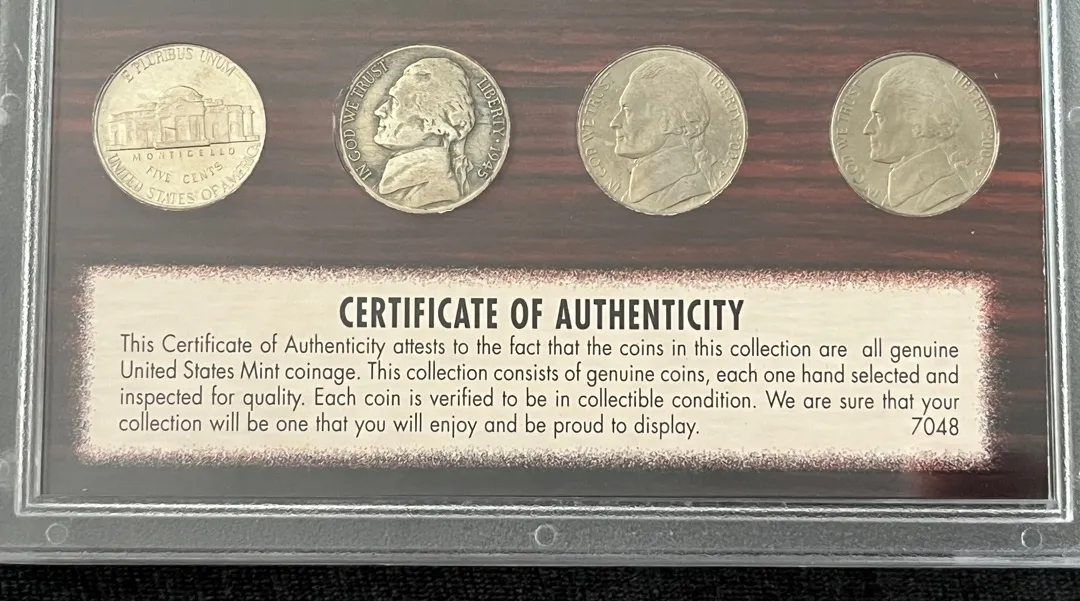 E PLURIBUS UNUM
MONTICELLO
FIVE CENTS
UNITED STATES OF AMERICA
IN GOD WE TRUST
LIBERTY · 1945
IN GOD WE TRUST
LIBERTY
IN GOD WE TRUST
LIBERTY
CERTIFICATE OF AUTHENTICITY
This Certificate of Authenticity attests to the fact that the coins in this collection are all genuine
United States Mint coinage. This collection consists of genuine coins, each one hand selected and
inspected for quality. Each coin is verified to be in collectible condition. We are sure that your
collection will be one that you will enjoy and be proud to display. 7048